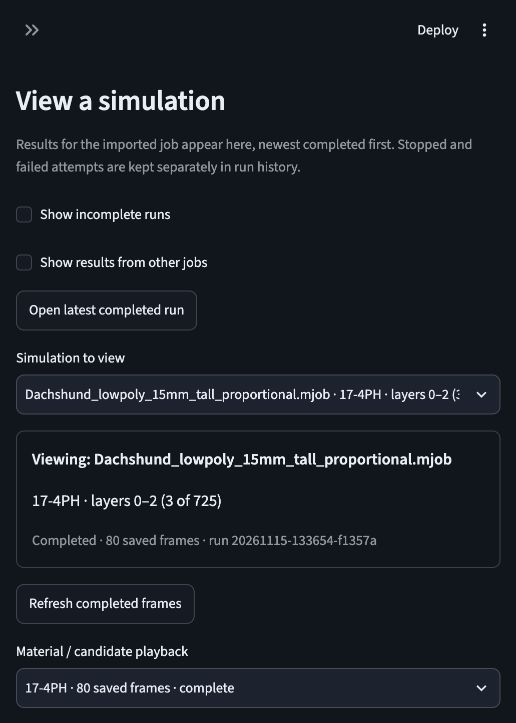 Deploy
View a simulation
Results for the imported job appear here, newest completed first. Stopped and
failed attempts are kept separately in run history.
Show incomplete runs
Show results from other jobs
Open latest completed run
Simulation to view
Dachshund_lowpoly_15mm_tall_proportional.mjob · 17-4PH · layers 0–2 (3
Viewing: Dachshund_lowpoly_15mm_tall_proportional.mjob
17-4PH · layers 0–2 (3 of 725)
Completed · 80 saved frames · run 20261115-133654-f1357a
Refresh completed frames
Material / candidate playback
17-4PH · 80 saved frames · complete